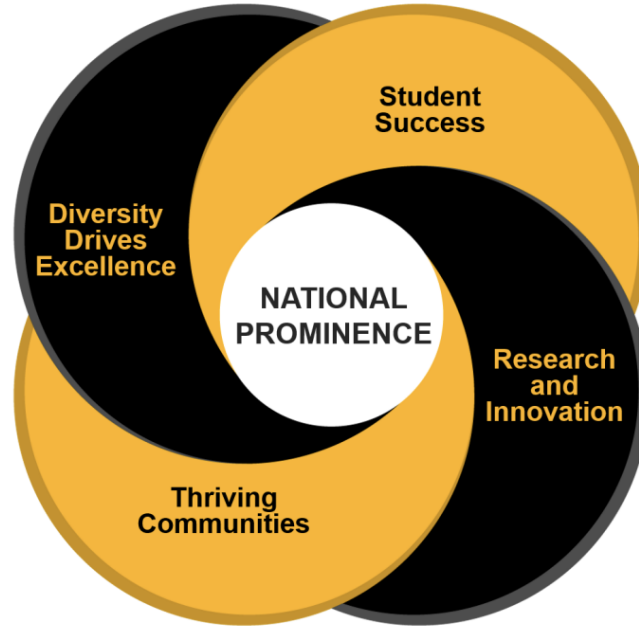 Student
Success
Diversity
Drives
Excellence
NATIONAL
PROMINENCE
Research
and
Innovation
Thriving
Communities